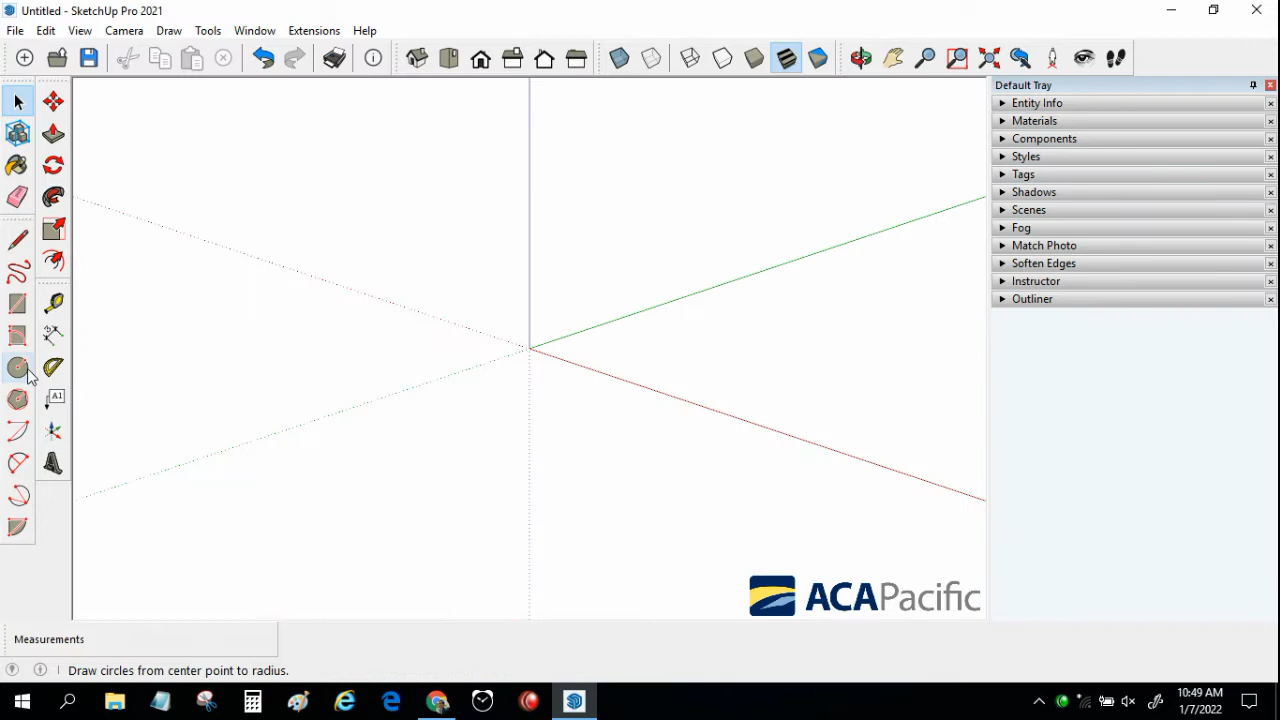 Untitled - SketchUp Pro 2021
File Edit View Camera Draw Tools Window Extensions Help
Default Tray
Entity Info
Materials
Components
Styles
Tags
Shadows
Scenes
Fog
Match Photo
Soften Edges
Instructor
Outliner
A1
ACAPacific
Measurements
Draw circles from center point to radius.
10:49 AM
1/7/2022